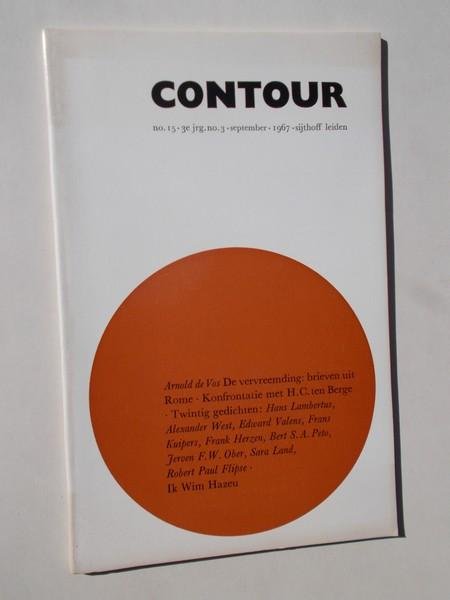 CONTOUR
no. 15 · 3e jrg. no. 3 · september · 1967 · sijthoff leiden
Arnold de Vos De vervreemding: brieven uit
Rome · Konfrontatie met H. C. ten Berge
· Twintig gedichten: Hans Lambertus,
Alexander West, Edward Valens, Frans
Kuipers, Frank Herzen, Bert S. A. Peto,
Jerven F. W. Ober, Sara Land,
Robert Paul Flipse ·
Ik Wim Hazeu